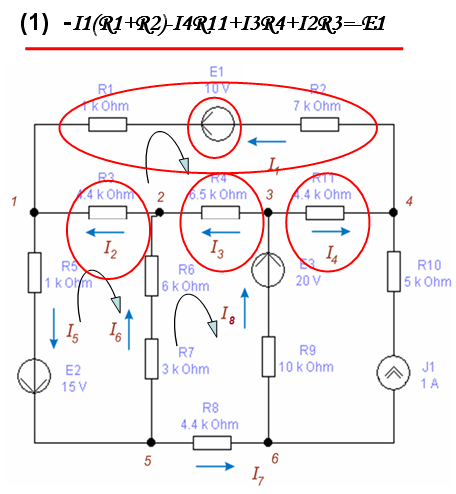 (1) -I1(R1+R2)-I4R11+I3R4+I2R3=-E1
E1
10 V
R1
1 k Ohm
R2
7 k Ohm
I1
1
R3
4.4 k Ohm
2
R4
6.5 k Ohm
3
R11
4.4 k Ohm
4
I2
I3
I4
R5
1 k Ohm
R6
6 k Ohm
E3
20 V
R10
5 k Ohm
I5
I6
I8
E2
15 V
R7
3 k Ohm
R9
10 k Ohm
J1
1 A
R8
4.4 k Ohm
5
6
I7